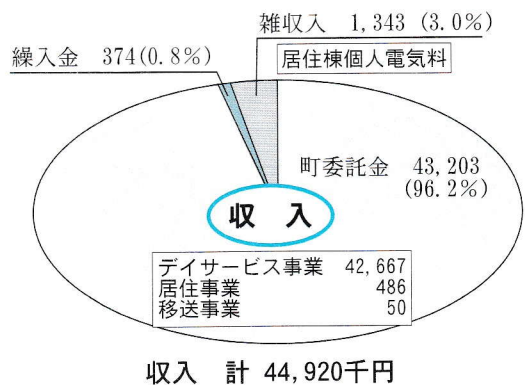 雑収入 1,343 (3.0%)
繰入金 374(0.8%)
居住棟個人電気料
町委託金 43,203
(96.2%)
収 入
デイサービス事業 42,667
居住事業 486
移送事業 50
収入 計 44,920千円